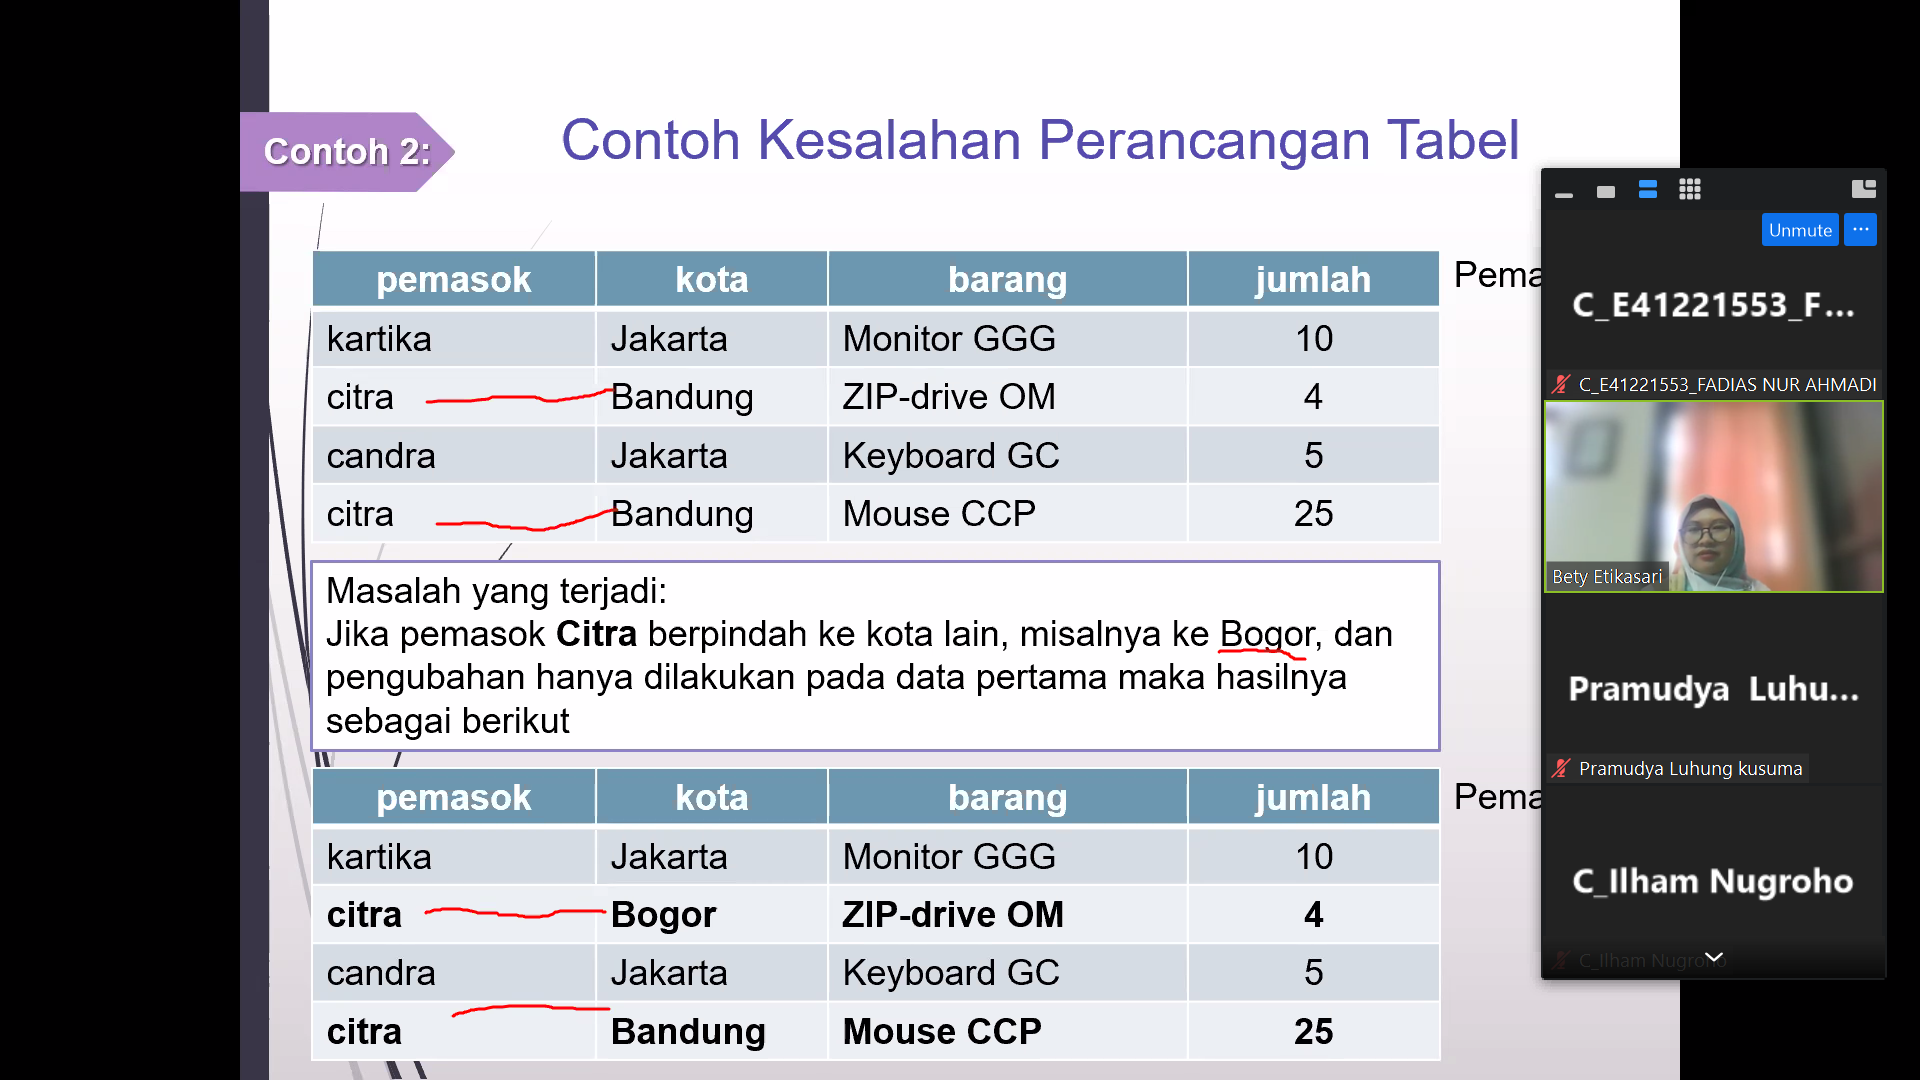 Contoh 2:
Contoh Kesalahan Perancangan Tabel
pemasok kota barang jumlah
kartika Jakarta Monitor GGG 10
citra Bandung ZIP-drive OM 4
candra Jakarta Keyboard GC 5
citra Bandung Mouse CCP 25
Pema
Masalah yang terjadi:
Jika pemasok Citra berpindah ke kota lain, misalnya ke Bogor, dan
pengubahan hanya dilakukan pada data pertama maka hasilnya
sebagai berikut
pemasok kota barang jumlah
kartika Jakarta Monitor GGG 10
citra Bogor ZIP-drive OM 4
candra Jakarta Keyboard GC 5
citra Bandung Mouse CCP 25
Pema
Unmute ...
C_E41221553_F...
C_E41221553_FADIAS NUR AHMADI
Bety Etikasari
Pramudya Luhu...
Pramudya Luhung kusuma
C_Ilham Nugroho
C_Ilham Nugroho